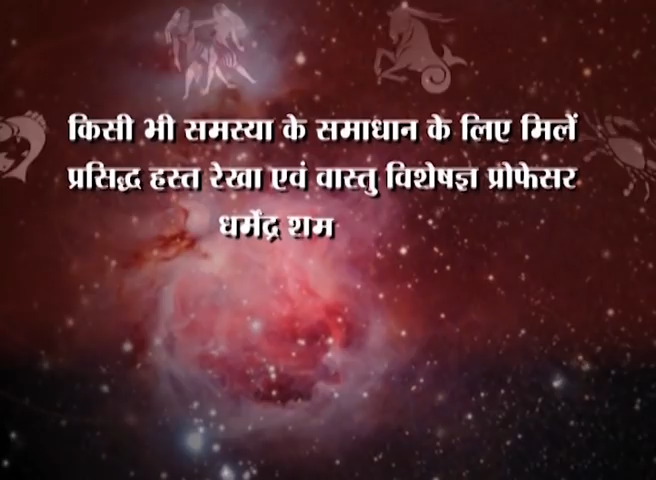 किसी भी समस्या के समाधान के लिए मिलें
प्रसिद्ध हस्त रेखा एवं वास्तु विशेषज्ञ प्रोफेसर
धर्मेंद्र शम